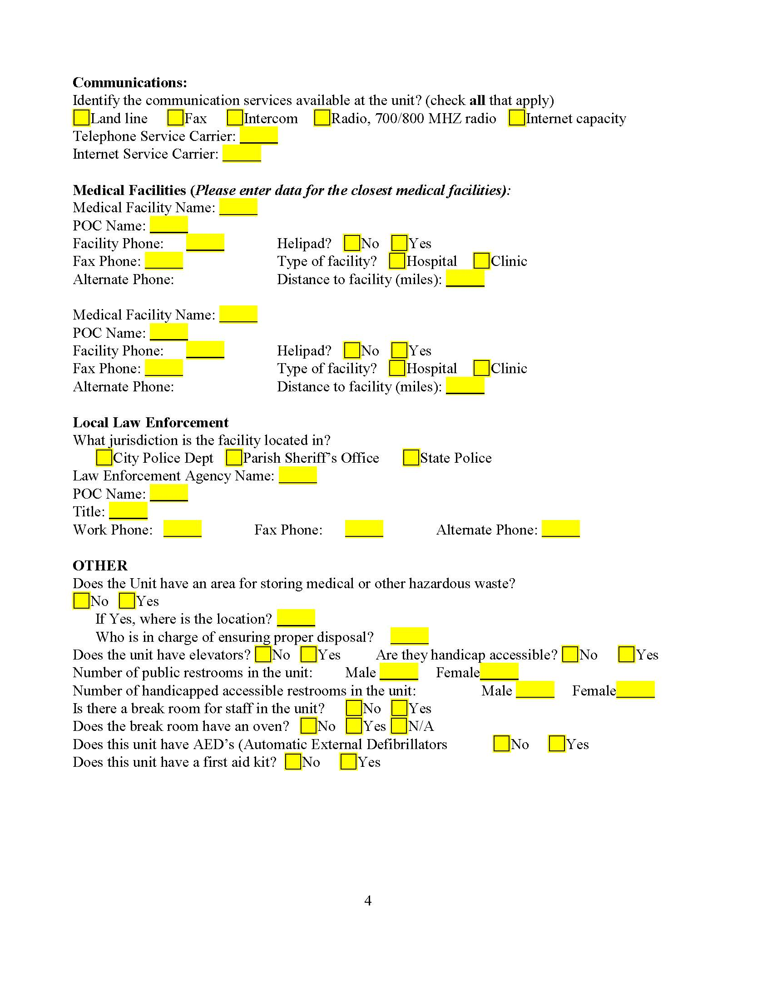 Communications:
Identify the communication services available at the unit? (check all that apply)
Land line Fax Intercom Radio, 700/800 MHZ radio Internet capacity
Telephone Service Carrier:
Internet Service Carrier:
Medical Facilities (Please enter data for the closest medical facilities):
Medical Facility Name:
POC Name:
Facility Phone: Helipad? No Yes
Fax Phone: Type of facility? Hospital Clinic
Alternate Phone: Distance to facility (miles):
Medical Facility Name:
POC Name:
Facility Phone: Helipad? No Yes
Fax Phone: Type of facility? Hospital Clinic
Alternate Phone: Distance to facility (miles):
Local Law Enforcement
What jurisdiction is the facility located in?
City Police Dept Parish Sheriff’s Office State Police
Law Enforcement Agency Name:
POC Name:
Title:
Work Phone: Fax Phone: Alternate Phone:
OTHER
Does the Unit have an area for storing medical or other hazardous waste?
No Yes
If Yes, where is the location?
Who is in charge of ensuring proper disposal?
Does the unit have elevators? No Yes Are they handicap accessible? No Yes
Number of public restrooms in the unit: Male Female
Number of handicapped accessible restrooms in the unit: Male Female
Is there a break room for staff in the unit? No Yes
Does the break room have an oven? No Yes N/A
Does this unit have AED’s (Automatic External Defibrillators No Yes
Does this unit have a first aid kit? No Yes
4